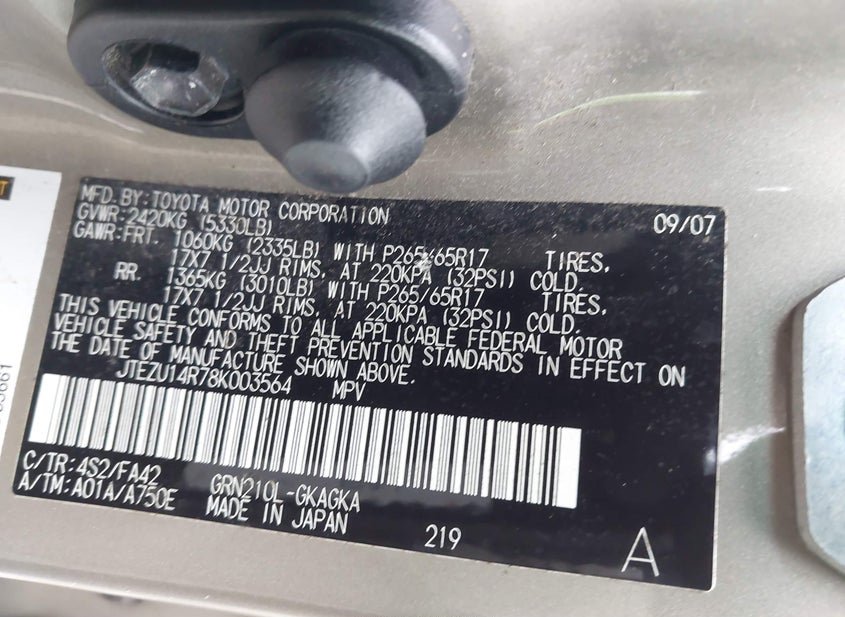 MFD. BY: TOYOTA MOTOR CORPORATION 09/07
GVWR: 2420KG (5330LB)
GAWR: FRT. 1060KG (2335LB) WITH P265/65R17 TIRES,
17X7 1/2JJ RIMS, AT 220KPA (32PSI) COLD.
RR. 1365KG (3010LB) WITH P265/65R17 TIRES,
17X7 1/2JJ RIMS, AT 220KPA (32PSI) COLD.
THIS VEHICLE CONFORMS TO ALL APPLICABLE FEDERAL MOTOR
VEHICLE SAFETY AND THEFT PREVENTION STANDARDS IN EFFECT ON
THE DATE OF MANUFACTURE SHOWN ABOVE.
JTEZU14R78K003564 MPV
C/TR: 4S2/FA42 GRN210L-GKAGKA
A/TM: A01A/A750E MADE IN JAPAN 219 A